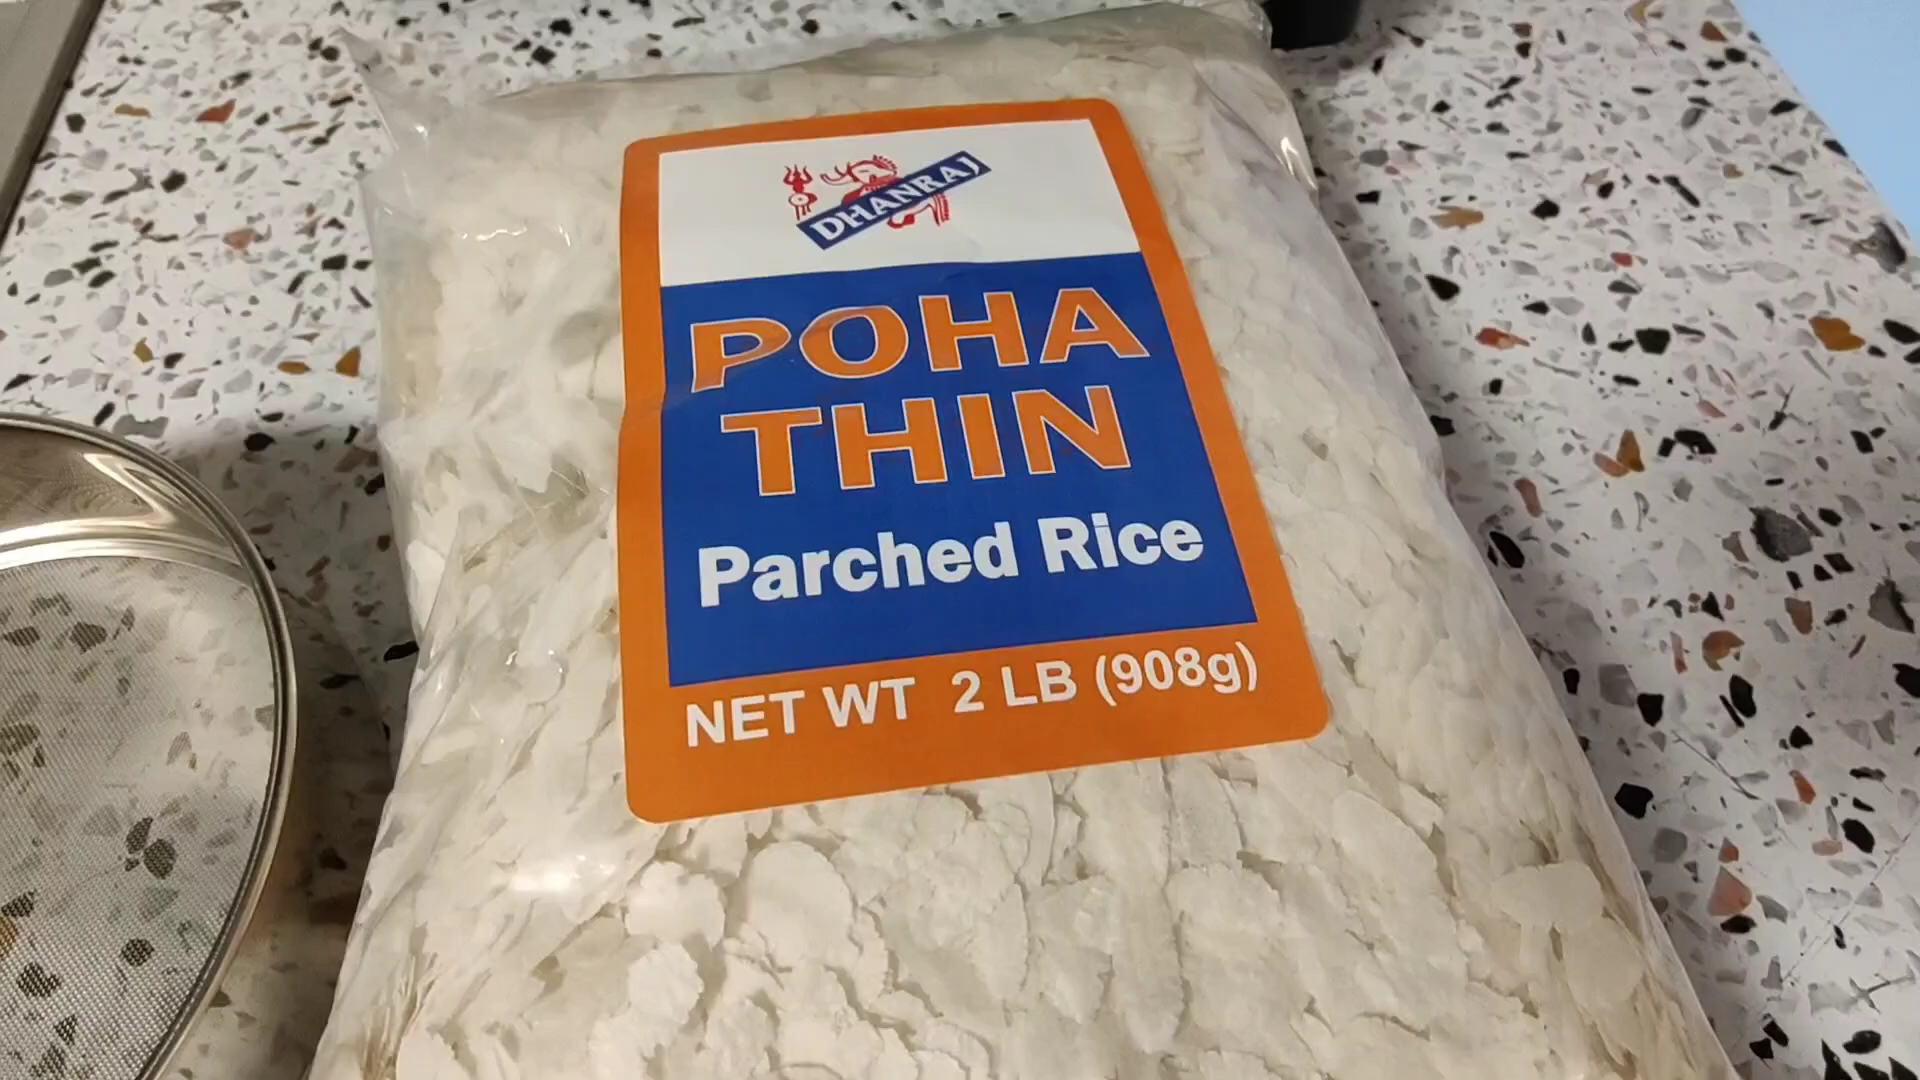 DHANRAJ
POHA
THIN
Parched Rice
NET WT 2 LB (908g)